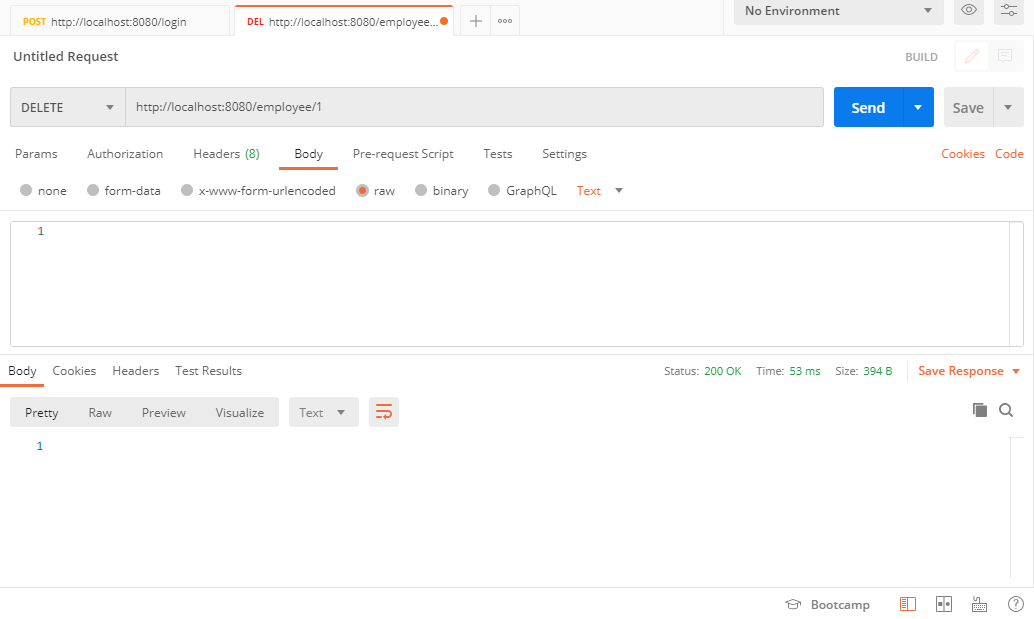 POST http://localhost:8080/login DEL http://localhost:8080/employee... No Environment
Untitled Request BUILD
DELETE http://localhost:8080/employee/1 Send Save
Params Authorization Headers (8) Body Pre-request Script Tests Settings Cookies Code
none form-data x-www-form-urlencoded raw binary GraphQL Text
1
Body Cookies Headers Test Results Status: 200 OK Time: 53 ms Size: 394 B Save Response
Pretty Raw Preview Visualize Text
1
Bootcamp